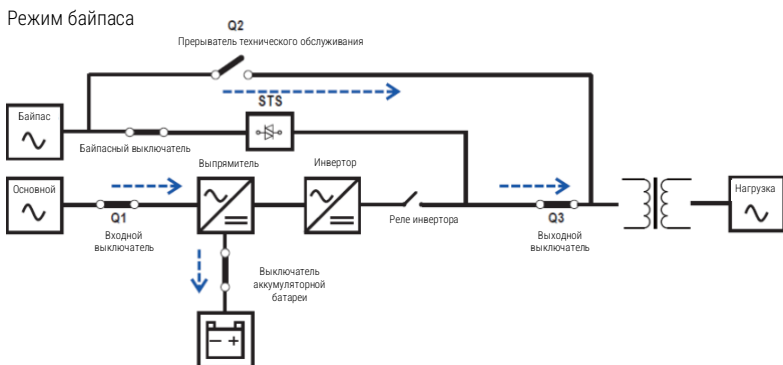 Режим байпаса
Q2
Прерыватель технического обслуживания
STS
Байпас
Байпасный выключатель
Выпрямитель
Инвертор
Основной
Нагрузка
Q1
Входной
выключатель
Реле инвертора
Q3
Выходной
выключатель
Выключатель
аккумуляторной
батареи